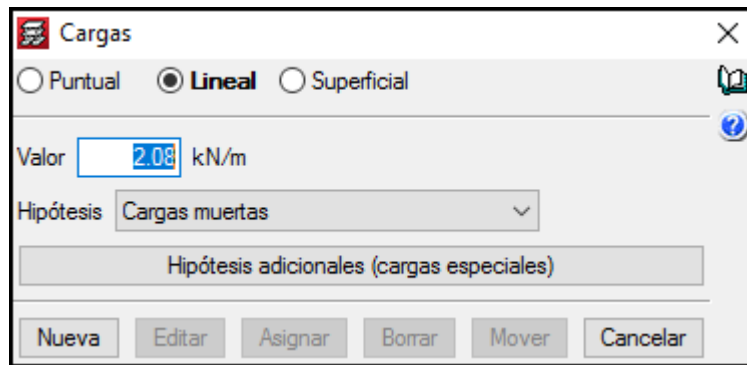 Cargas
Puntual Lineal Superficial
Valor 2.08 kN/m
Hipótesis Cargas muertas
Hipótesis adicionales (cargas especiales)
Nueva Editar Asignar Borrar Mover Cancelar